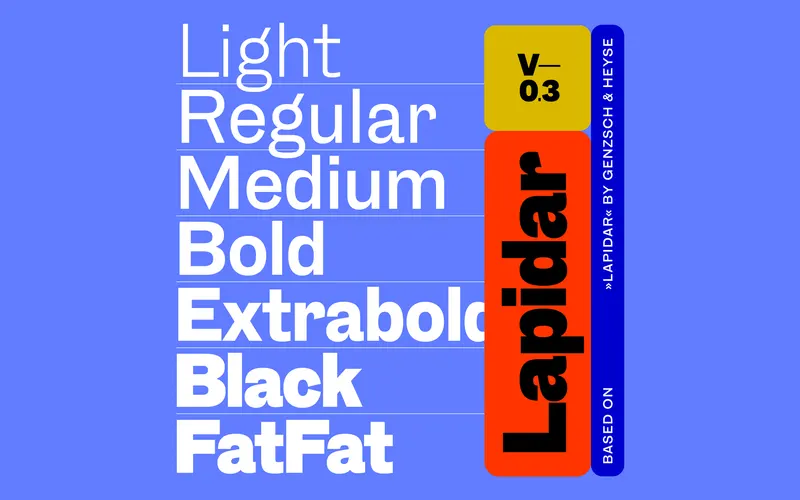 Light
Regular
Medium
Bold
Extrabold
Black
FatFat
V—
0.3
Lapidar
BASED ON
»LAPIDAR« BY GENZSCH & HEYSE